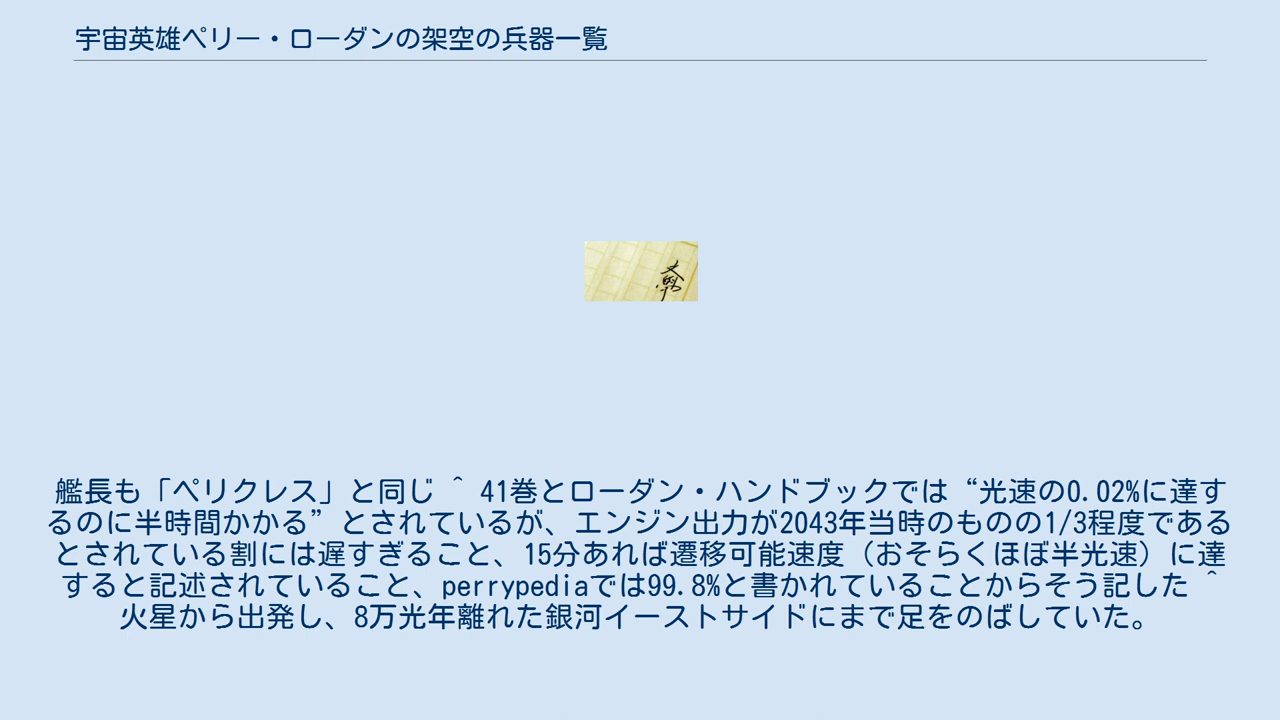 宇宙英雄ペリー・ローダンの架空の兵器一覧
艦長も「ペリクレス」と同じ ^ 41巻とローダン・ハンドブックでは“光速の0.02%に達す
るのに半時間かかる”とされているが、エンジン出力が2043年当時のものの1/3程度である
とされている割には遅すぎること、15分あれば遷移可能速度（おそらくほぼ半光速）に達
すると記述されていること、perrypediaでは99.8%と書かれていることからそう記した ^
火星から出発し、8万光年離れた銀河イーストサイドにまで足をのばしていた。